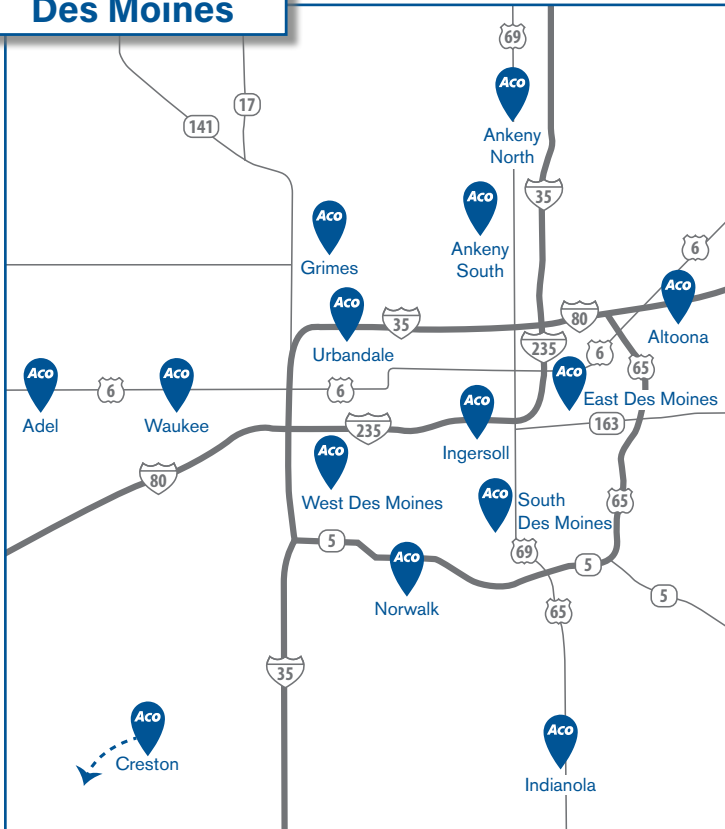 Des Moines
69
Aco
17
141
Ankeny
North
35
Aco
Ankeny
South
Aco
Grimes
6
Aco
Altoona
Aco
Urbandale
35
80
235
6
65
Aco
East Des Moines
Aco
Adel
6
Aco
Waukee
6
163
Aco
Ingersoll
235
80
Aco
West Des Moines
Aco
South
Des Moines
65
5
69
5
Aco
Norwalk
65
5
35
Aco
Creston
Aco
Indianola